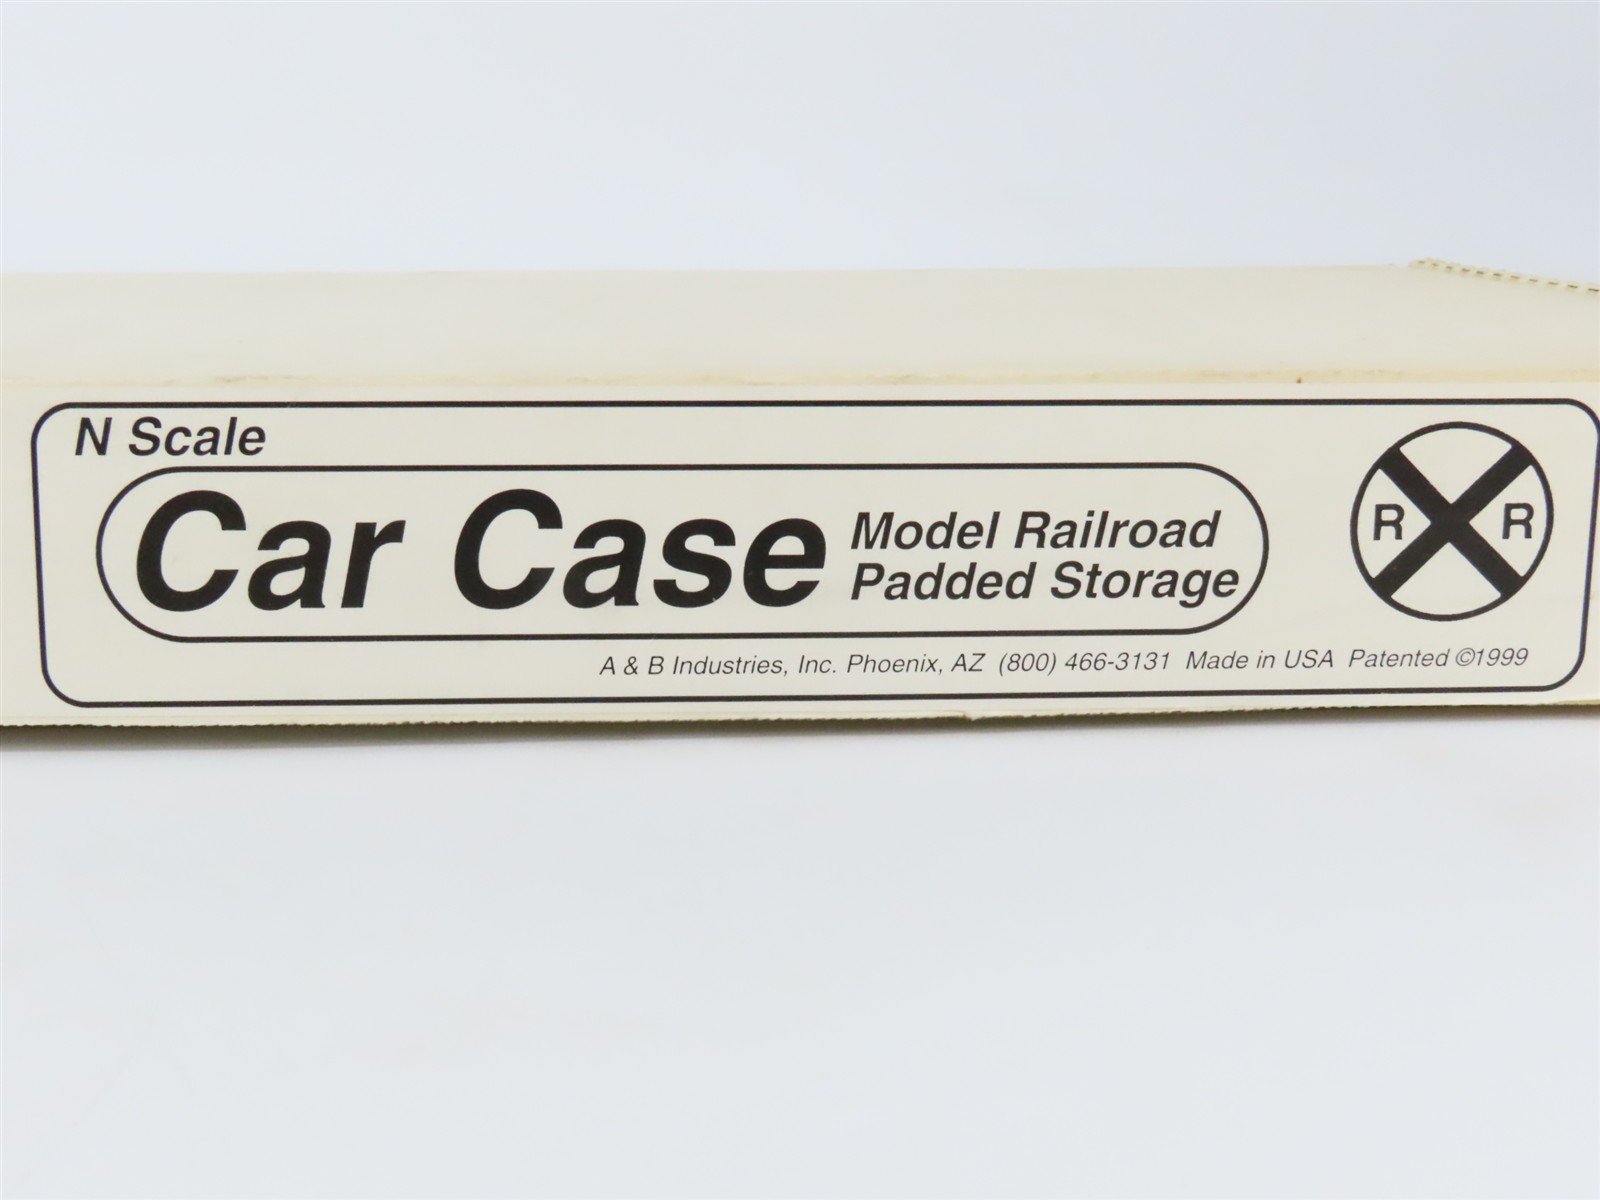 N Scale
Car Case
Model Railroad
Padded Storage
R R
A & B Industries, Inc. Phoenix, AZ (800) 466-3131 Made in USA Patented ©1999